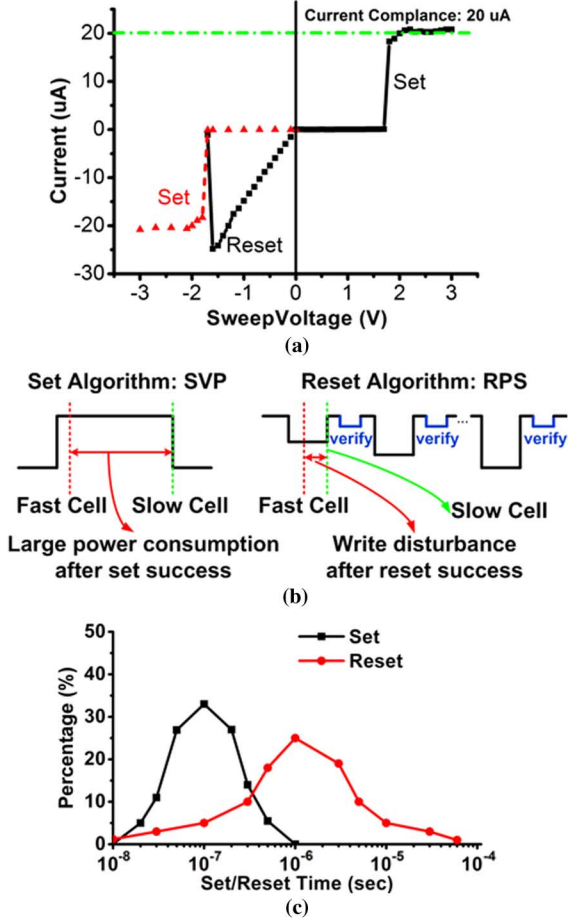 Current Complance: 20 uA
20
10
0
-10
-20
-30
Current (uA)
Set
Set
Reset
-3
-2
-1
0
1
2
3
SweepVoltage (V)
(a)
Set Algorithm: SVP
Reset Algorithm: RPS
verify
verify
...
verify
Fast Cell
Slow Cell
Fast Cell
Slow Cell
Large power consumption
after set success
Write disturbance
after reset success
(b)
50
40
30
20
10
0
Percentage (%)
Set
Reset
10-8
10-7
10-6
10-5
10-4
Set/Reset Time (sec)
(c)